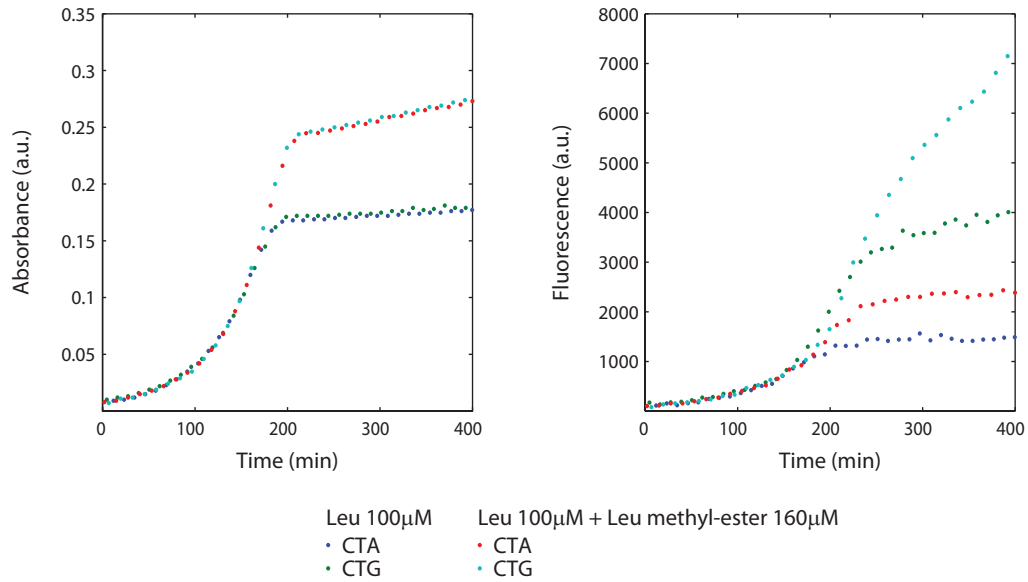 0.35
0.3
0.25
0.2
0.15
0.1
0.05
Absorbance (a.u.)
0 100 200 300 400
Time (min)
8000
7000
6000
5000
4000
3000
2000
1000
Fluorescence (a.u.)
0 100 200 300 400
Time (min)
Leu 100μM
CTA
CTG
Leu 100μM + Leu methyl-ester 160μM
CTA
CTG